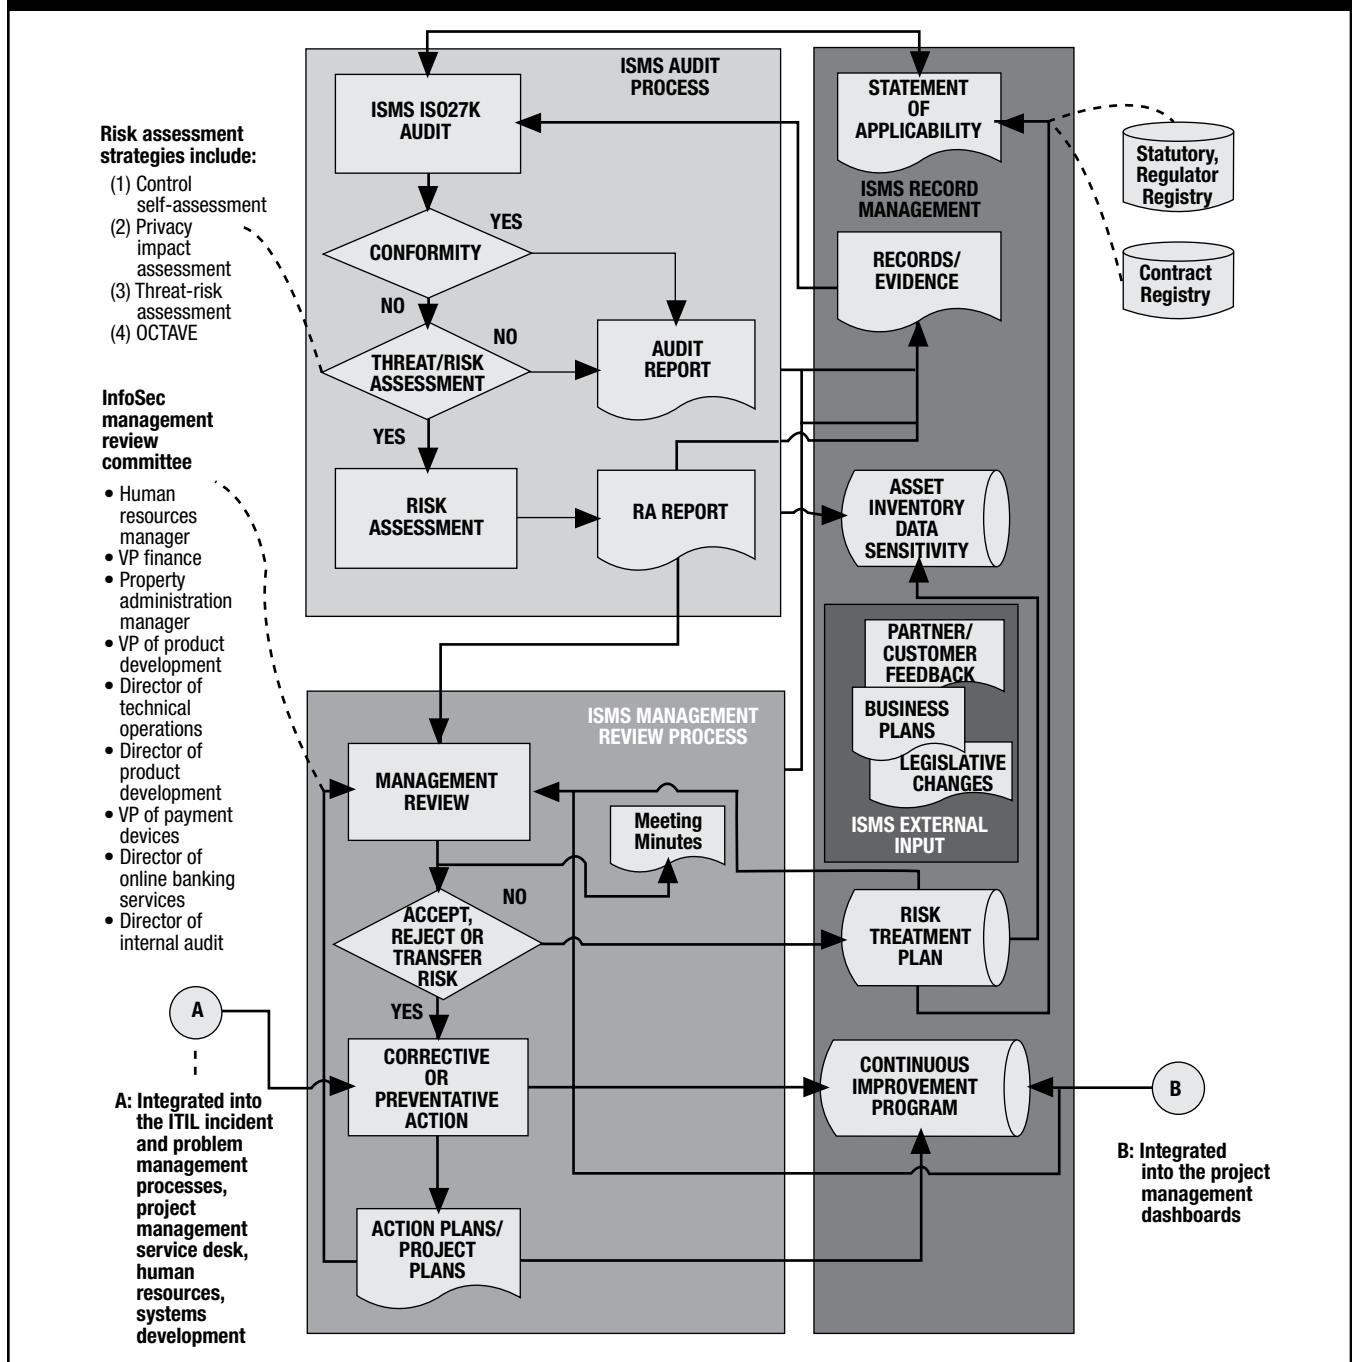 ISMS AUDIT
PROCESS
ISMS ISO27K
AUDIT
STATEMENT
OF
APPLICABILITY
Statutory,
Regulator
Registry
Risk assessment
strategies include:
(1) Control
self-assessment
(2) Privacy
impact
assessment
(3) Threat-risk
assessment
(4) OCTAVE
ISMS RECORD
MANAGEMENT
YES
CONFORMITY
RECORDS/
EVIDENCE
Contract
Registry
NO
NO
THREAT/RISK
ASSESSMENT
AUDIT
REPORT
YES
InfoSec
management
review
committee
• Human
resources
manager
• VP finance
• Property
administration
manager
• VP of product
development
• Director of
technical
operations
• Director of
product
development
• VP of payment
devices
• Director of
online banking
services
• Director of
internal audit
RISK
ASSESSMENT
RA REPORT
ASSET
INVENTORY
DATA
SENSITIVITY
PARTNER/
CUSTOMER
FEEDBACK
BUSINESS
PLANS
LEGISLATIVE
CHANGES
ISMS EXTERNAL
INPUT
ISMS MANAGEMENT
REVIEW PROCESS
MANAGEMENT
REVIEW
Meeting
Minutes
NO
ACCEPT,
REJECT OR
TRANSFER
RISK
RISK
TREATMENT
PLAN
YES
A
CORRECTIVE
OR
PREVENTATIVE
ACTION
CONTINUOUS
IMPROVEMENT
PROGRAM
B
A: Integrated into
the ITIL incident
and problem
management
processes,
project
management
service desk,
human
resources,
systems
development
B: Integrated
into the project
management
dashboards
ACTION PLANS/
PROJECT
PLANS